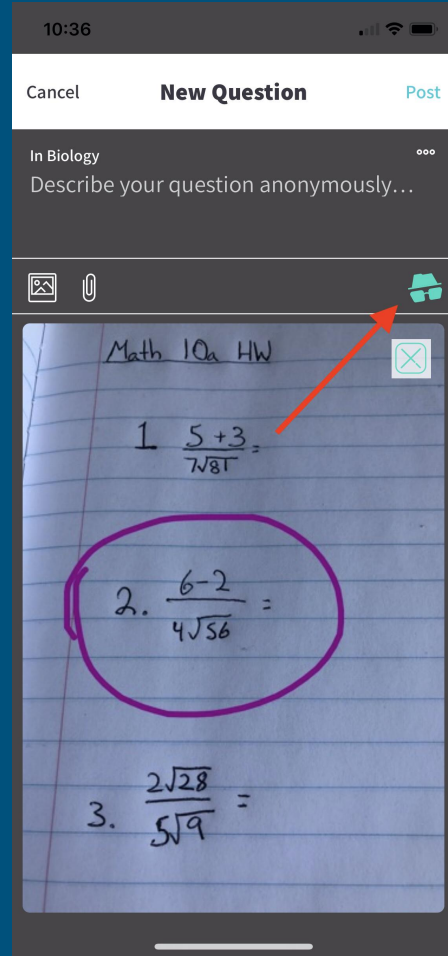 10:36
Cancel New Question Post
In Biology
Describe your question anonymously…
Math 10a HW
1 5+3 / 7√81 =
2. 6-2 / 4√56 =
3. 2√28 / 5√9 =